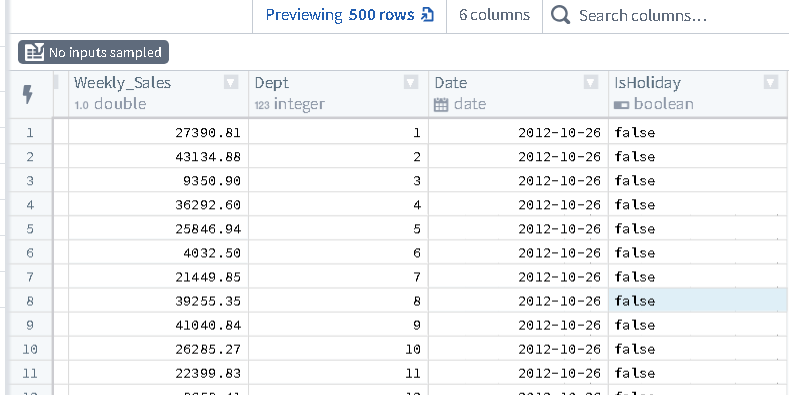 Previewing 500 rows 6 columns Search columns...
No inputs sampled
Weekly_Sales Dept Date IsHoliday
1.0 double 123 integer date boolean
1 27390.81 1 2012-10-26 false
2 43134.88 2 2012-10-26 false
3 9350.90 3 2012-10-26 false
4 36292.60 4 2012-10-26 false
5 25846.94 5 2012-10-26 false
6 4032.50 6 2012-10-26 false
7 21449.85 7 2012-10-26 false
8 39255.35 8 2012-10-26 false
9 41040.84 9 2012-10-26 false
10 26285.27 10 2012-10-26 false
11 22399.83 11 2012-10-26 false